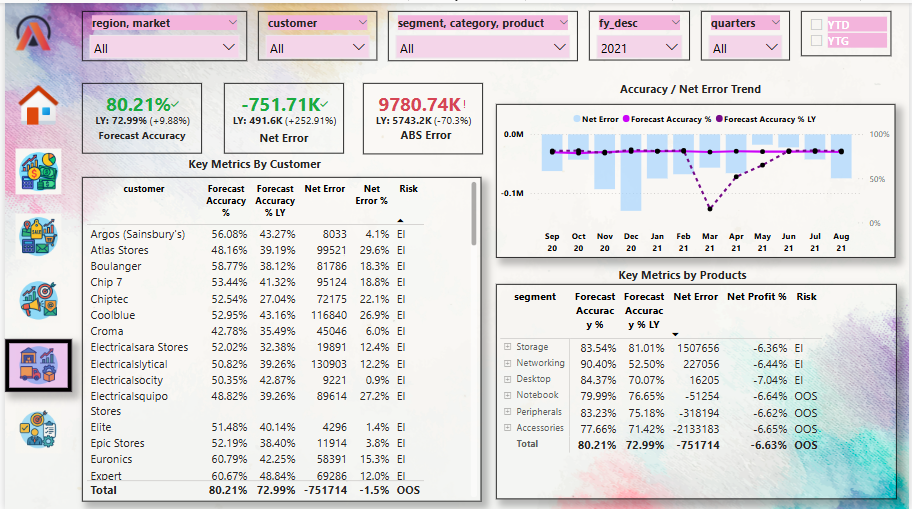 region, market
All
customer
All
segment, category, product
All
fy_desc
2021
quarters
All
YTD
YTG
80.21%
LY: 72.99% (+9.88%)
Forecast Accuracy
-751.71K
LY: 491.6K (+252.91%)
Net Error
9780.74K!
LY: 5743.2K (-70.3%)
ABS Error
Accuracy / Net Error Trend
Net Error Forecast Accuracy % Forecast Accuracy % LY
0.0M
-0.1M
100%
50%
0%
Sep Oct Nov Dec Jan Feb Mar Apr May Jun Jul Aug
20 20 20 20 21 21 21 21 21 21 21 21
Key Metrics By Customer
customer Forecast Forecast Net Error Net Risk
Accuracy Accuracy Error %
% % LY
Argos (Sainsbury's) 56.08% 43.27% 8033 4.1% EI
Atlas Stores 48.16% 39.19% 99521 29.6% EI
Boulanger 58.77% 38.12% 81786 18.3% EI
Chip 7 53.44% 41.32% 95124 18.8% EI
Chiptec 52.54% 27.04% 72175 22.1% EI
Coolblue 52.95% 43.16% 116840 26.9% EI
Croma 42.78% 35.49% 45046 6.0% EI
Electricalsara Stores 52.02% 32.38% 19891 12.4% EI
Electricalslytical 50.82% 39.26% 130903 12.2% EI
Electricalsocity 50.35% 42.87% 9221 0.9% EI
Electricalsquipo 48.82% 39.26% 89614 27.2% EI
Stores
Elite 51.48% 40.14% 4296 1.4% EI
Epic Stores 52.19% 38.40% 11914 3.8% EI
Euronics 60.79% 42.25% 58391 15.3% EI
Expert 60.67% 48.84% 69286 12.0% EI
Total 80.21% 72.99% -751714 -1.5% OOS
Key Metrics by Products
segment Forecast Forecast Net Error Net Profit % Risk
Accurac Accurac
y % y % LY
Storage 83.54% 81.01% 1507656 -6.36% EI
Networking 90.40% 52.50% 227056 -6.44% EI
Desktop 84.37% 70.07% 16205 -7.04% EI
Notebook 79.99% 76.65% -51254 -6.64% OOS
Peripherals 83.23% 75.18% -318194 -6.62% OOS
Accessories 77.66% 71.42% -2133183 -6.65% OOS
Total 80.21% 72.99% -751714 -6.63% OOS